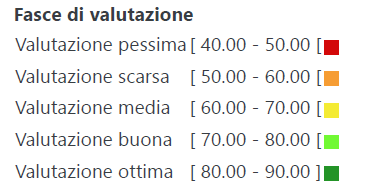 Fasce di valutazione
Valutazione pessima [ 40.00 - 50.00 [
Valutazione scarsa [ 50.00 - 60.00 [
Valutazione media [ 60.00 - 70.00 [
Valutazione buona [ 70.00 - 80.00 [
Valutazione ottima [ 80.00 - 90.00 ]